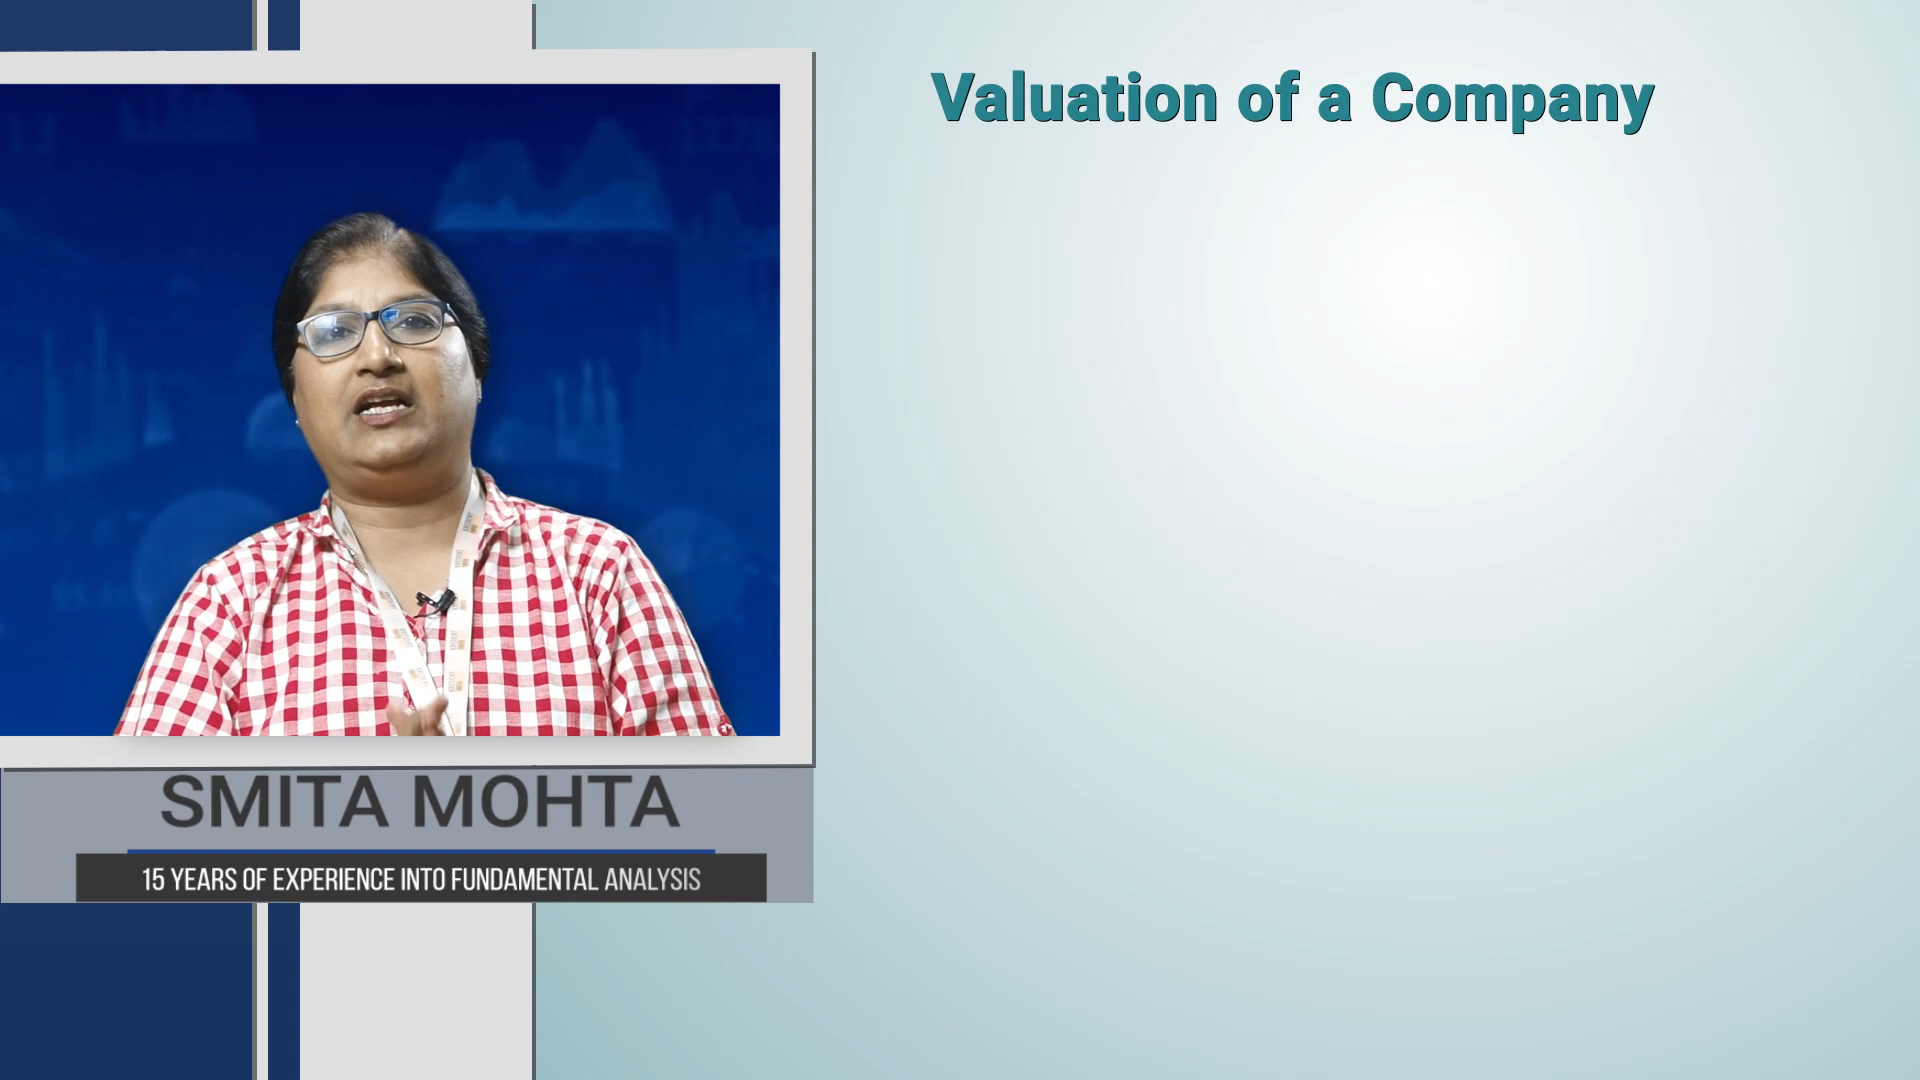 Valuation of a Company
SMITA MOHTA
15 YEARS OF EXPERIENCE INTO FUNDAMENTAL ANALYSIS